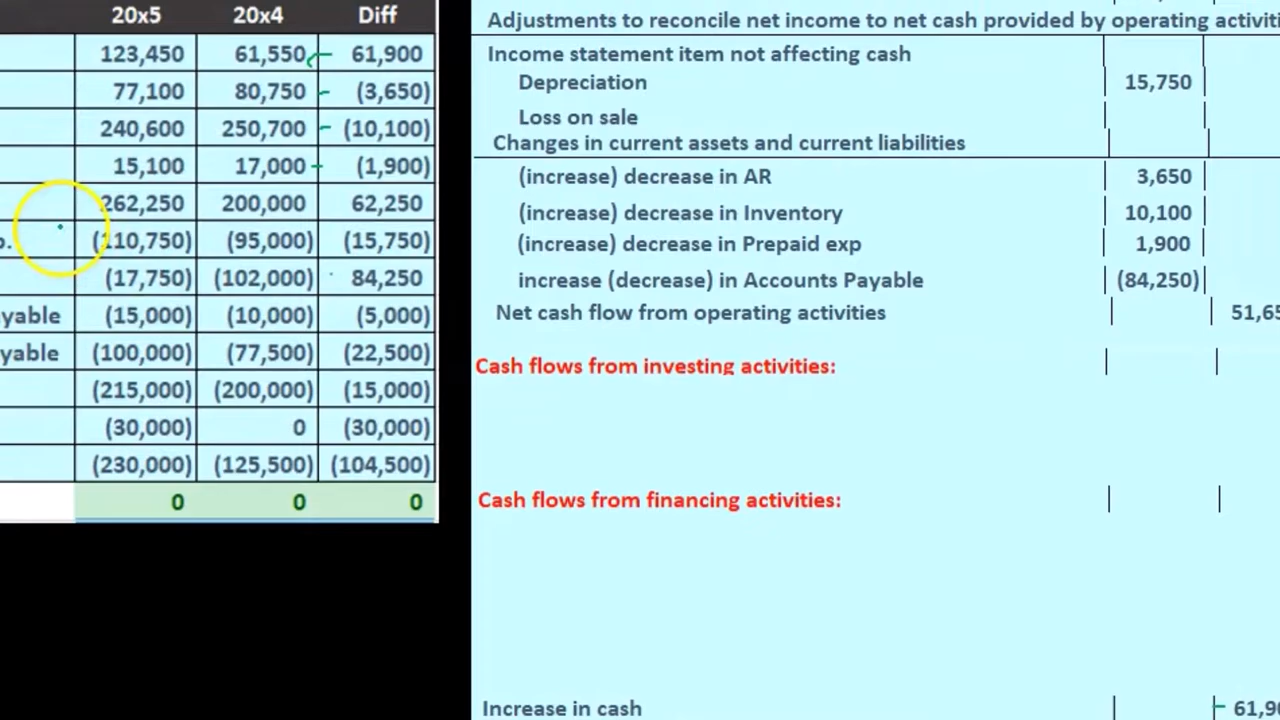 20x5 20x4 Diff
123,450 61,550 61,900
77,100 80,750 (3,650)
240,600 250,700 (10,100)
15,100 17,000 (1,900)
262,250 200,000 62,250
(110,750) (95,000) (15,750)
(17,750) (102,000) 84,250
yable (15,000) (10,000) (5,000)
yable (100,000) (77,500) (22,500)
(215,000) (200,000) (15,000)
(30,000) 0 (30,000)
(230,000) (125,500) (104,500)
0 0 0
Adjustments to reconcile net income to net cash provided by operating activiti
Income statement item not affecting cash
Depreciation 15,750
Loss on sale
Changes in current assets and current liabilities
(increase) decrease in AR 3,650
(increase) decrease in Inventory 10,100
(increase) decrease in Prepaid exp 1,900
increase (decrease) in Accounts Payable (84,250)
Net cash flow from operating activities 51,65
Cash flows from investing activities:
Cash flows from financing activities:
Increase in cash 61,90